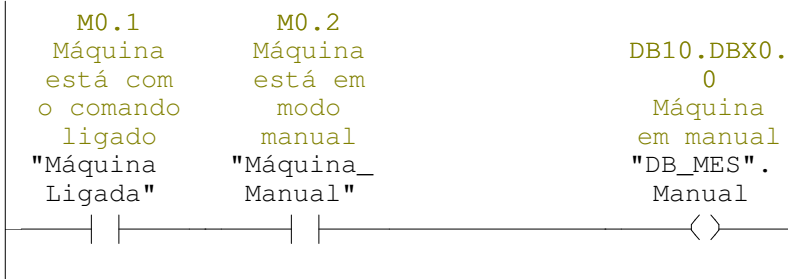 M0.1
Máquina
está com
o comando
ligado
"Máquina
Ligada"
M0.2
Máquina
está em
modo
manual
"Máquina_
Manual"
DB10.DBX0.
0
Máquina
em manual
"DB_MES".
Manual